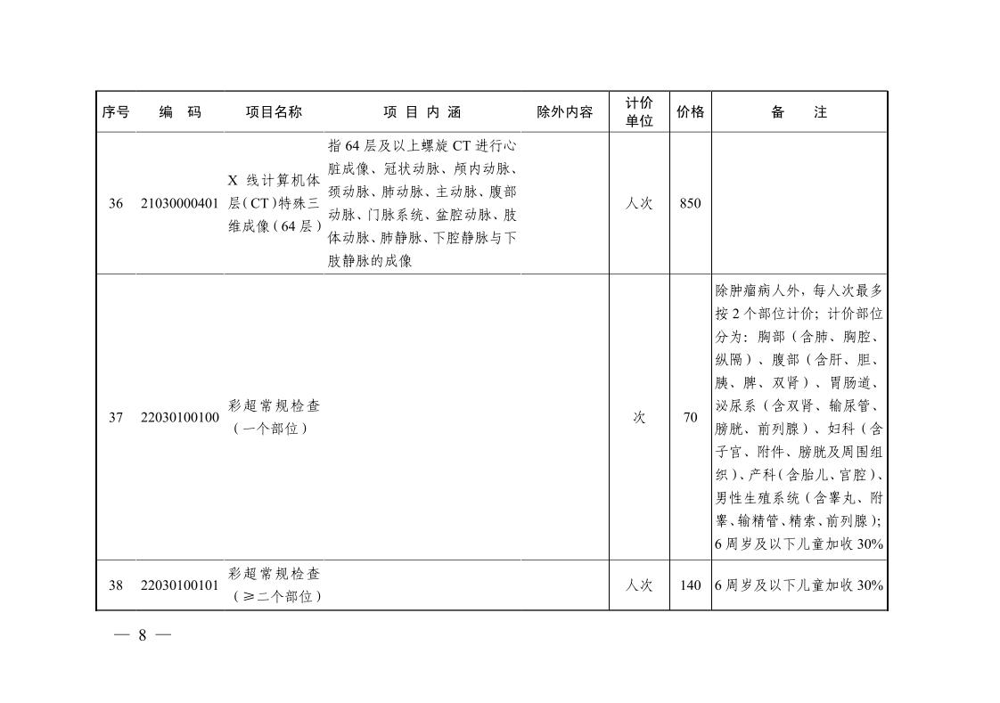 序号 编 码 项目名称 项 目 内 涵 除外内容 计价单位 价格 备 注
指 64 层及以上螺旋 CT 进行心
脏成像、冠状动脉、颅内动脉、
X 线计算机体
颈动脉、肺动脉、主动脉、腹部
36 21030000401 层(CT)特殊三 人次 850
动脉、门脉系统、盆腔动脉、肢
维成像(64 层)
体动脉、肺静脉、下腔静脉与下
肢静脉的成像
除肿瘤病人外，每人次最多
按 2 个部位计价；计价部位
分为：胸部（含肺、胸腔、
纵隔）、腹部（含肝、胆、
胰、脾、双肾）、胃肠道、
彩超常规检查
泌尿系（含双肾、输尿管、
37 22030100100 次 70
（一个部位）
膀胱、前列腺）、妇科（含
子宫、附件、膀胱及周围组
织）、产科（含胎儿、宫腔）、
男性生殖系统（含睾丸、附
睾、输精管、精索、前列腺）；
6 周岁及以下儿童加收 30%
彩超常规检查
38 22030100101 人次 140 6 周岁及以下儿童加收 30%
（≥二个部位）
— 8 —